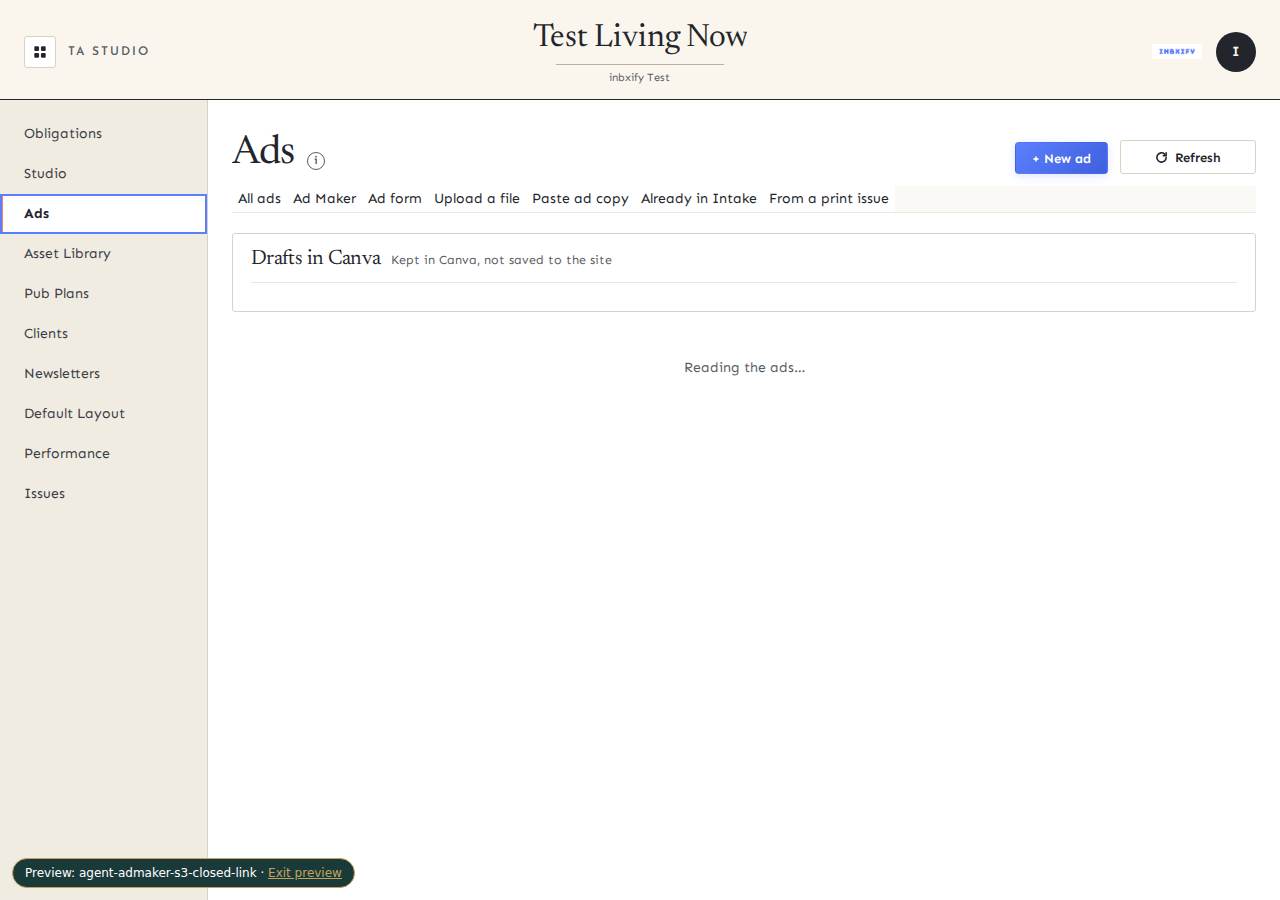 TA STUDIO
Test Living Now
inbxify Test
INBXIFY
I
Obligations
Studio
Ads
Asset Library
Pub Plans
Clients
Newsletters
Default Layout
Performance
Issues
Ads
i
+ New ad
Refresh
All ads Ad Maker Ad form Upload a file Paste ad copy Already in Intake From a print issue
Drafts in Canva Kept in Canva, not saved to the site
Reading the ads...
Preview: agent-admaker-s3-closed-link · Exit preview